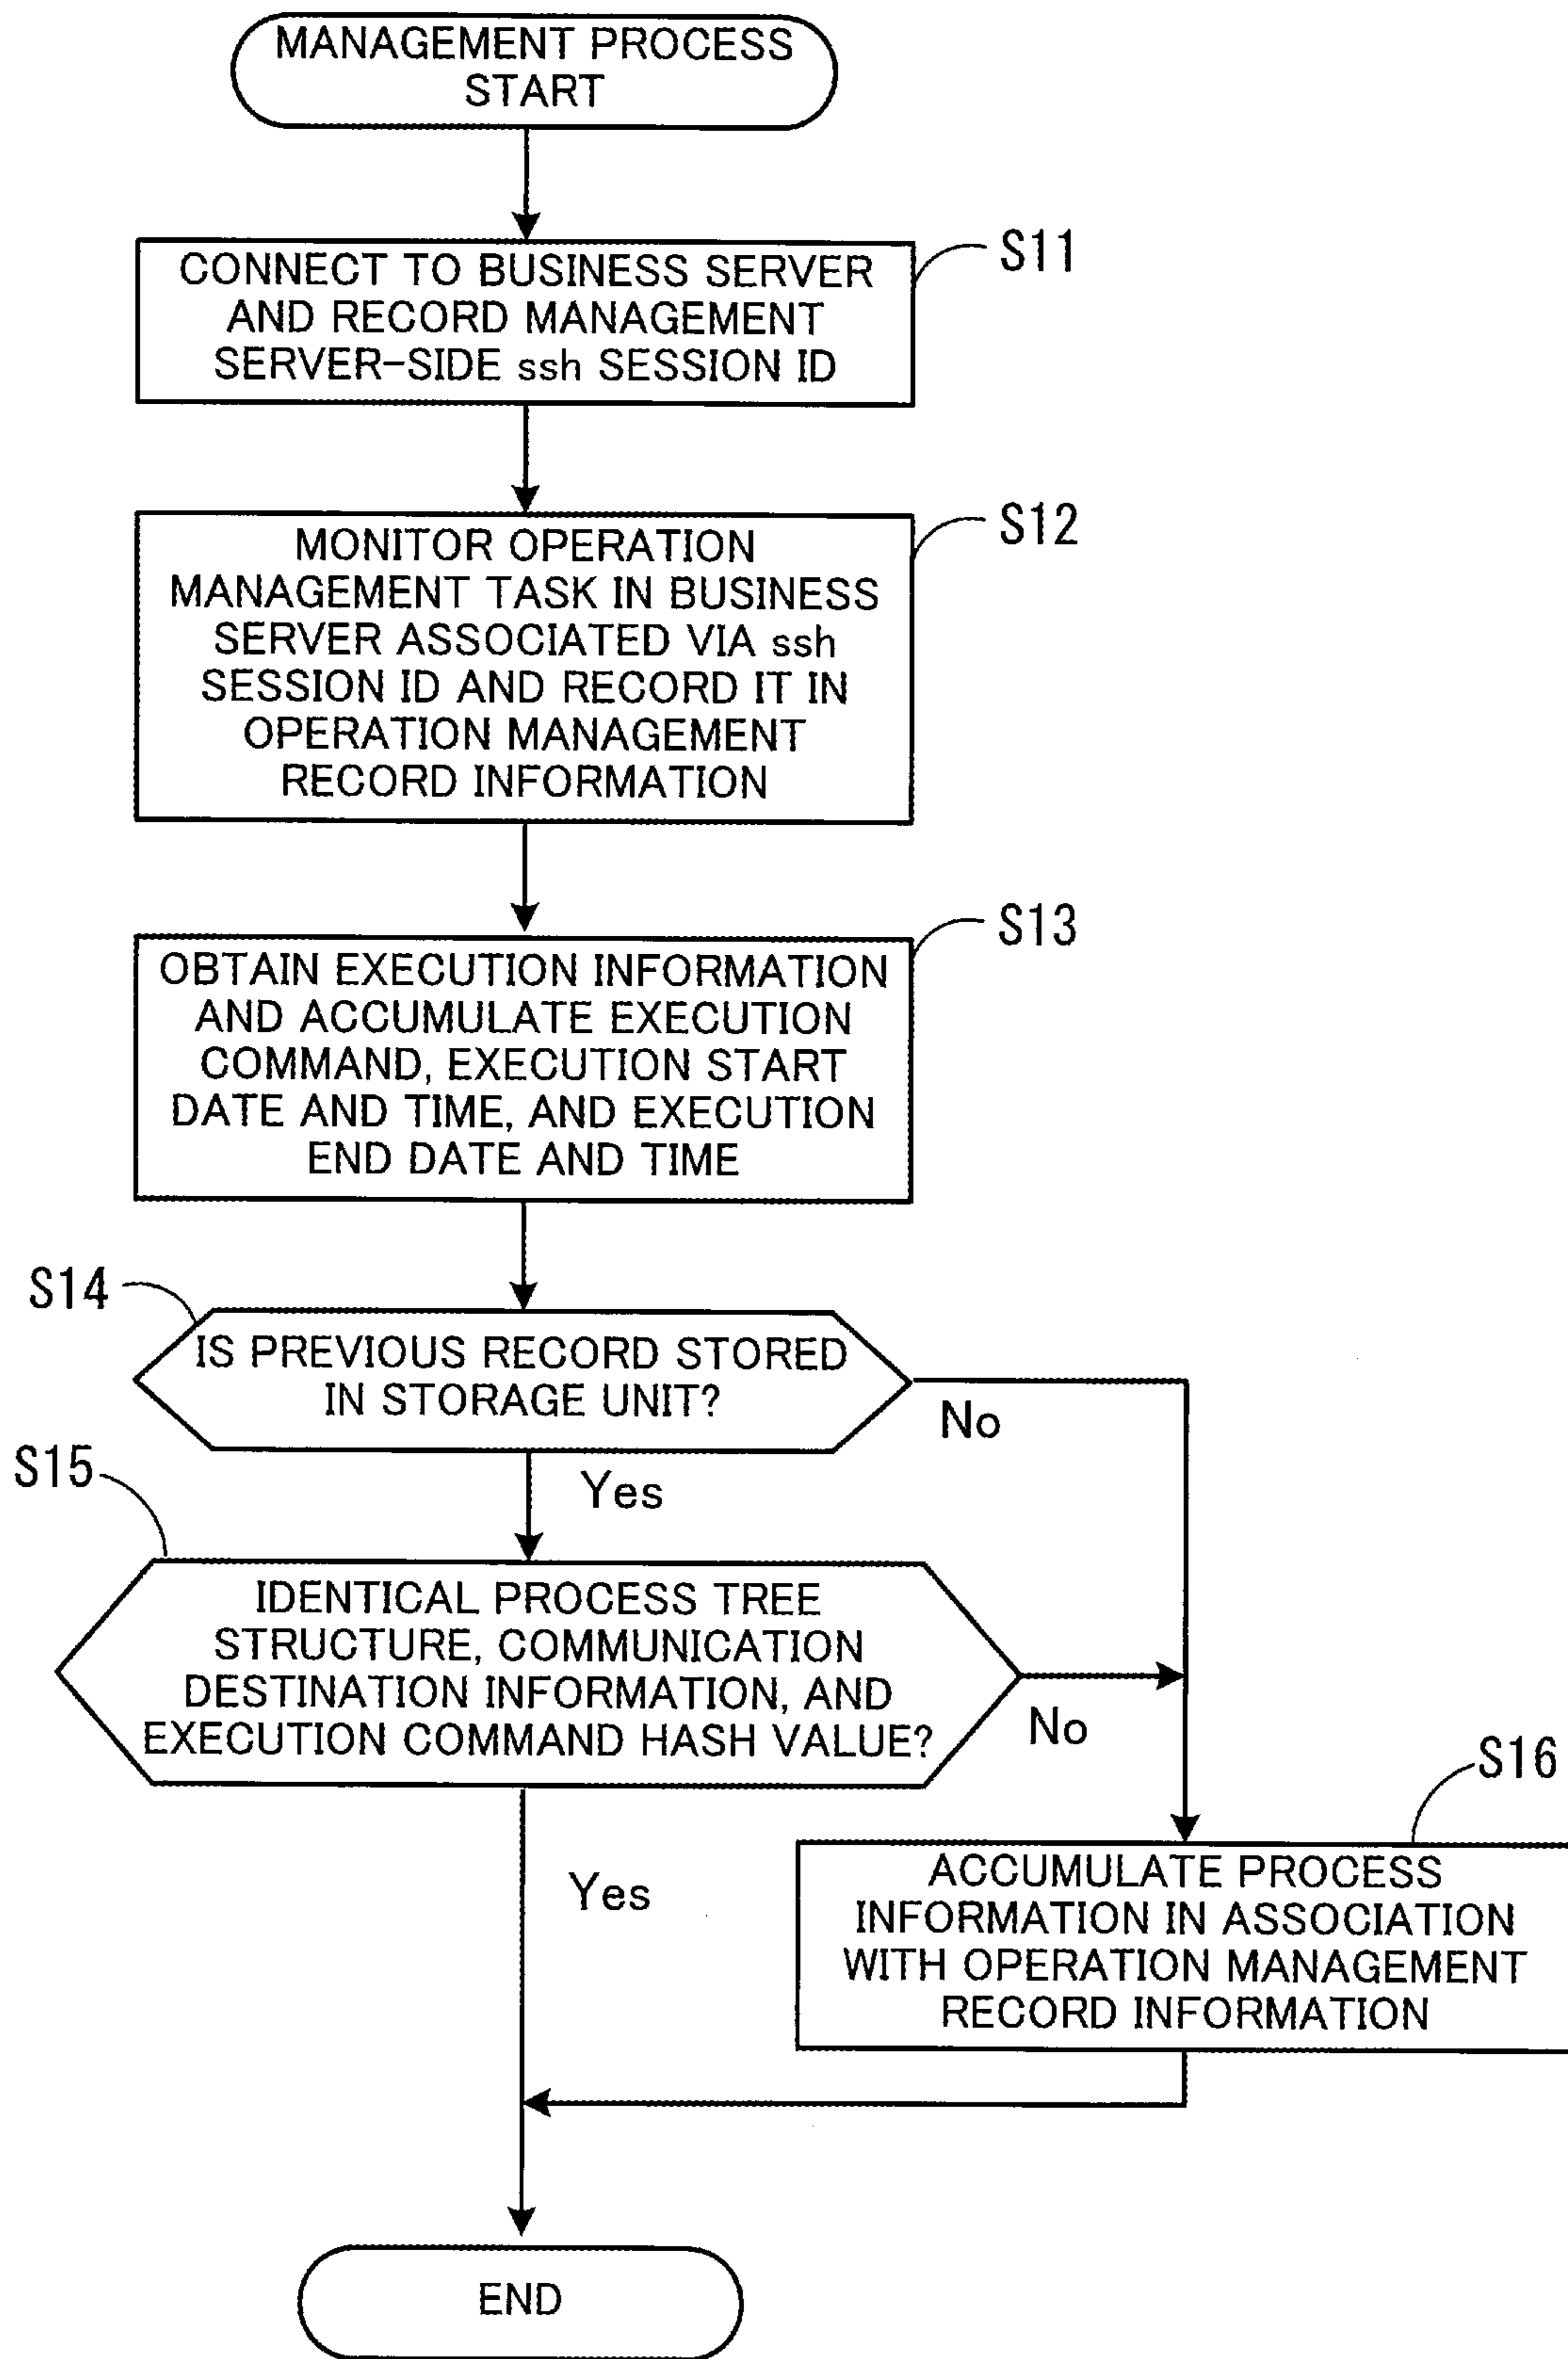 MANAGEMENT PROCESS
START
S11
CONNECT TO BUSINESS SERVER
AND RECORD MANAGEMENT
SERVER-SIDE ssh SESSION ID
S12
MONITOR OPERATION
MANAGEMENT TASK IN BUSINESS
SERVER ASSOCIATED VIA ssh
SESSION ID AND RECORD IT IN
OPERATION MANAGEMENT
RECORD INFORMATION
S13
OBTAIN EXECUTION INFORMATION
AND ACCUMULATE EXECUTION
COMMAND, EXECUTION START
DATE AND TIME, AND EXECUTION
END DATE AND TIME
S14
IS PREVIOUS RECORD STORED
IN STORAGE UNIT?
No
Yes
S15
IDENTICAL PROCESS TREE
STRUCTURE, COMMUNICATION
DESTINATION INFORMATION, AND
EXECUTION COMMAND HASH VALUE?
No
Yes
S16
ACCUMULATE PROCESS
INFORMATION IN ASSOCIATION
WITH OPERATION MANAGEMENT
RECORD INFORMATION
END